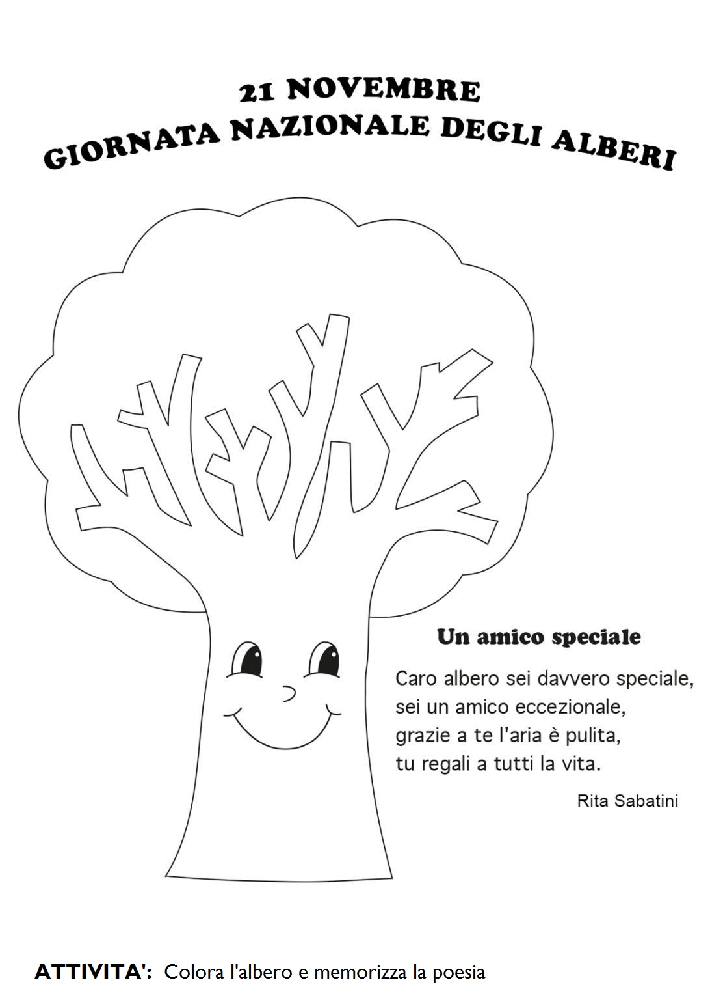 21 NOVEMBRE
GIORNATA NAZIONALE DEGLI ALBERI
Un amico speciale
Caro albero sei davvero speciale,
sei un amico eccezionale,
grazie a te l'aria è pulita,
tu regali a tutti la vita.
Rita Sabatini
ATTIVITA': Colora l'albero e memorizza la poesia